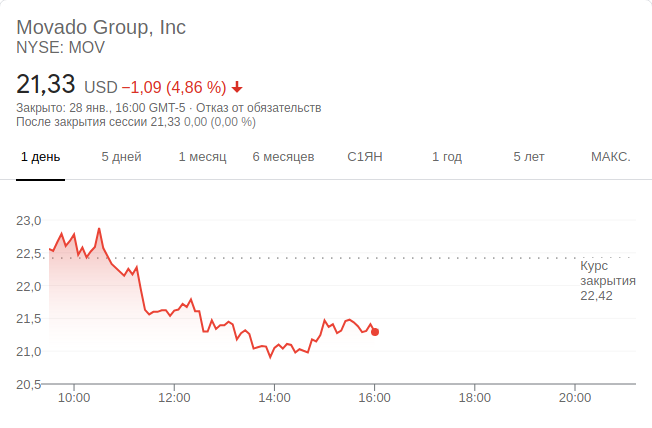 Movado Group, Inc
NYSE: MOV
21,33 USD −1,09 (4,86 %)
Закрыто: 28 янв., 16:00 GMT-5 · Отказ от обязательств
После закрытия сессии 21,33 0,00 (0,00 %)
1 день 5 дней 1 месяц 6 месяцев С1ЯН 1 год 5 лет МАКС.
23,0
22,5
Курс
закрытия
22,42
22,0
21,5
21,0
20,5
10:00 12:00 14:00 16:00 18:00 20:00